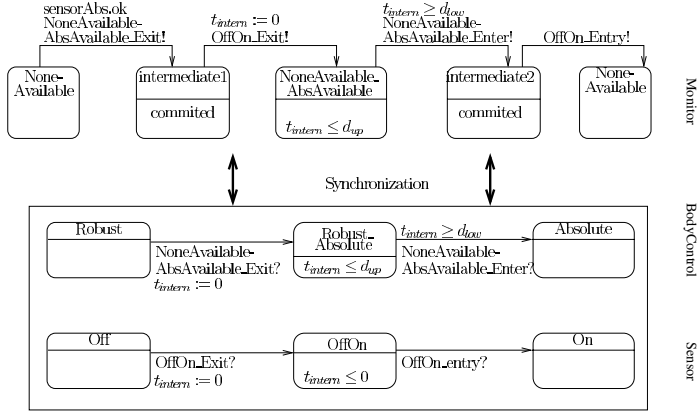 sensorAbs.ok
NoneAvailable-
AbsAvailable_Exit!
t_intern := 0
OffOn_Exit!
t_intern ≥ d_low
NoneAvailable-
AbsAvailable_Enter!
OffOn_Entry!
None-
Available
intermediate1
commited
NoneAvailable_
AbsAvailable
t_intern ≤ d_up
intermediate2
commited
None-
Available
Monitor
Synchronization
Robust
NoneAvailable-
AbsAvailable_Exit?
t_intern := 0
Robust_
Absolute
t_intern ≤ d_up
t_intern ≥ d_low
NoneAvailable-
AbsAvailable_Enter?
Absolute
BodyControl
Off
OffOn_Exit?
t_intern := 0
OffOn
t_intern ≤ 0
OffOn_entry?
On
Sensor